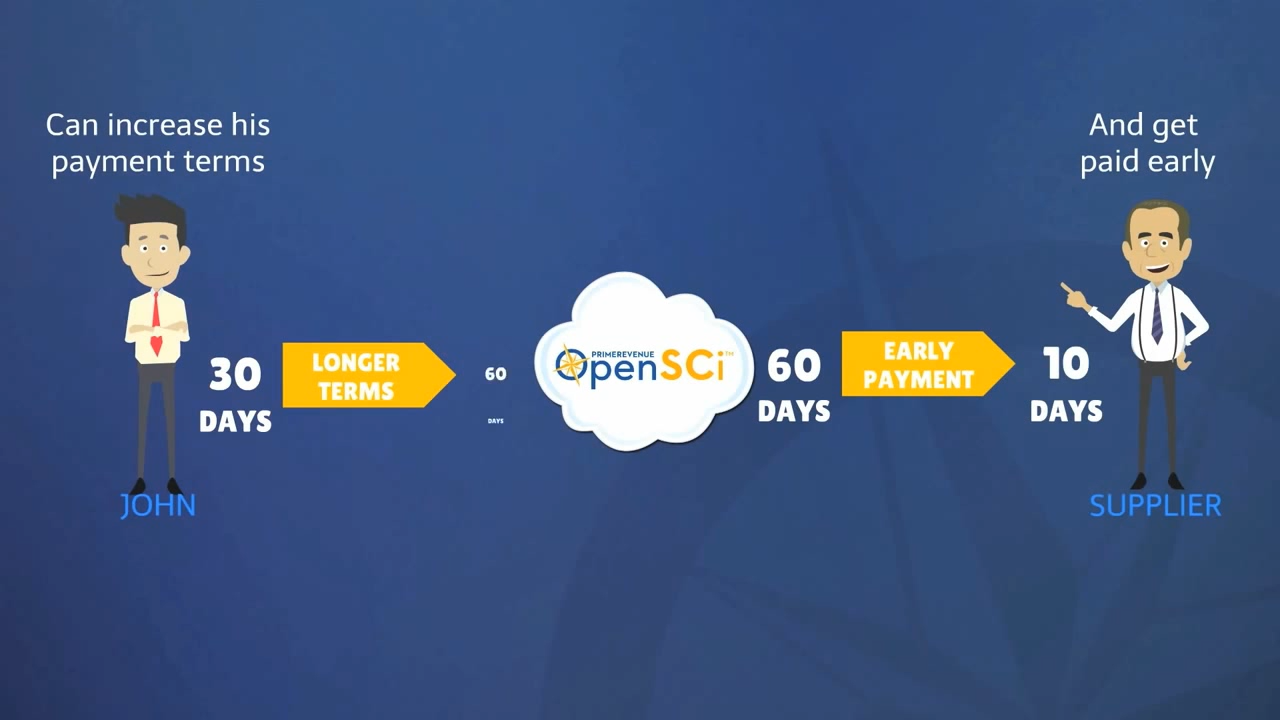 Can increase his
payment terms
And get
paid early
30
DAYS
LONGER
TERMS
60
DAYS
PRIMEREVENUE
OpenSCi™
60
DAYS
EARLY
PAYMENT
10
DAYS
JOHN
SUPPLIER